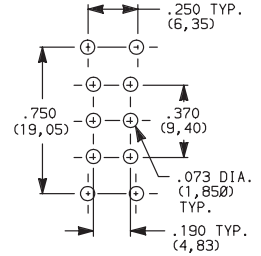 .250 TYP.
(6,35)
.750
(19,05)
.370
(9,40)
.073 DIA.
(1,850)
TYP.
.190 TYP.
(4,83)